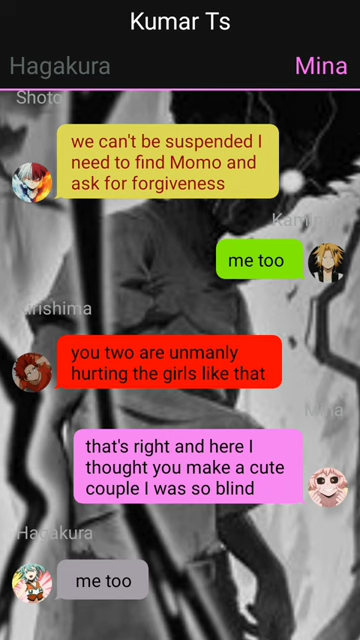 Kumar Ts
Hagakura
Mina
Shoto
we can't be suspended I
need to find Momo and
ask for forgiveness
me too
you two are unmanly
hurting the girls like that
Mina
that's right and here I
thought you make a cute
couple I was so blind
Hagakura
me too